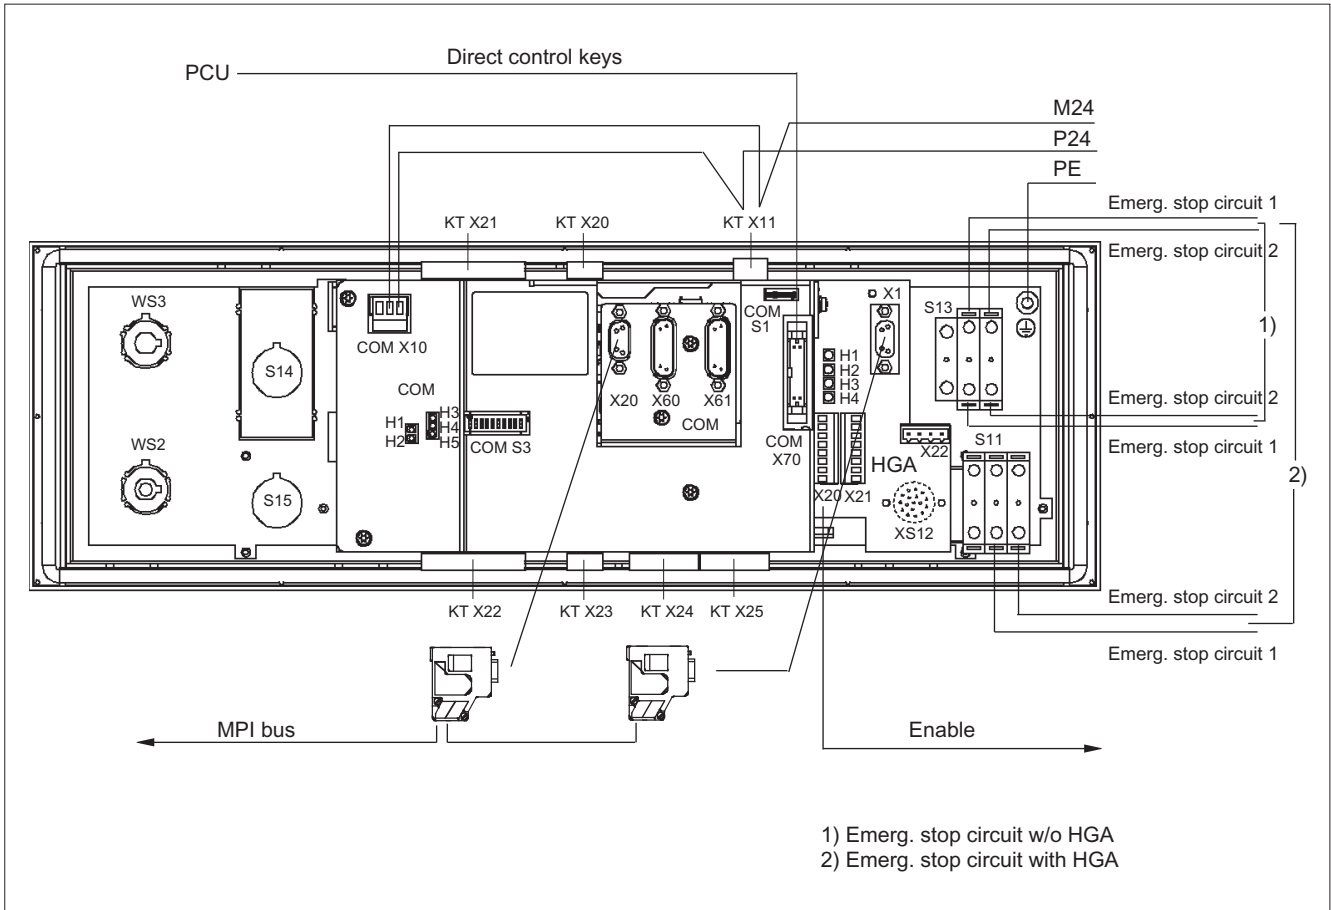 Direct control keys
PCU
M24
P24
PE
Emerg. stop circuit 1
KT X21
KT X20
KT X11
Emerg. stop circuit 2
WS3
COM
S1
X1
S13
1)
COM X10
S14
H1
H2
H3
H4
COM
X20
X60
X61
Emerg. stop circuit 2
H1
H2
H3
H4
H5
COM S3
COM
COM
X70
X22
S11
Emerg. stop circuit 1
WS2
HGA
2)
S15
X20
X21
XS12
Emerg. stop circuit 2
KT X22
KT X23
KT X24
KT X25
Emerg. stop circuit 1
MPI bus
Enable
1) Emerg. stop circuit w/o HGA
2) Emerg. stop circuit with HGA